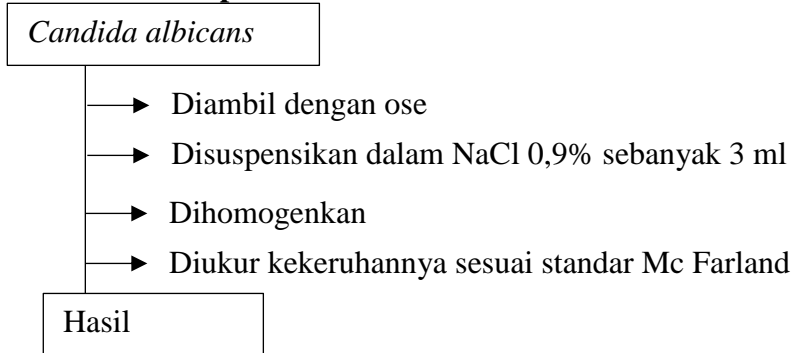 Candida albicans
Diambil dengan ose
Disuspensikan dalam NaCl 0,9% sebanyak 3 ml
Dihomogenkan
Diukur kekeruhannya sesuai standar Mc Farland
Hasil